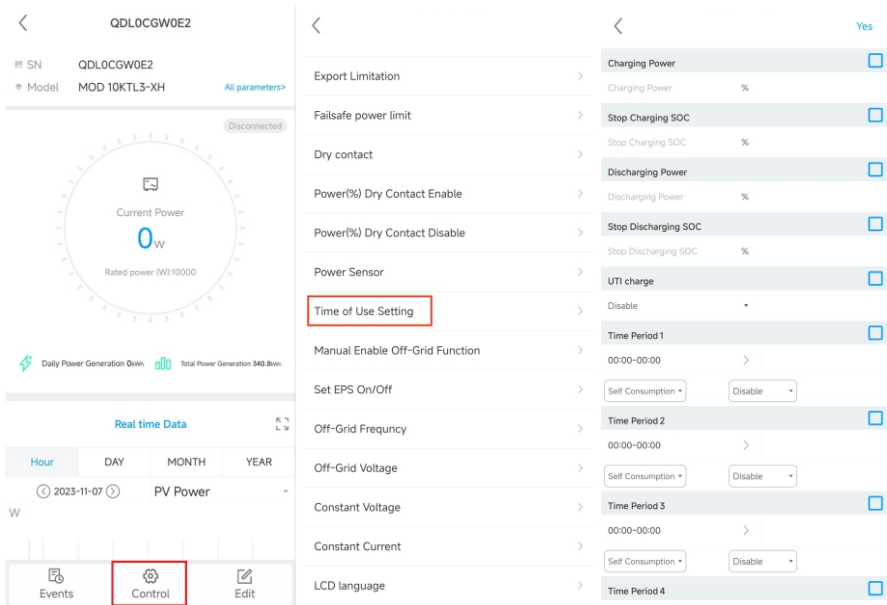 QDL0CGW0E2
SN QDL0CGW0E2
Model MOD 10KTL3-XH All parameters>
Disconnected
Current Power
0W
Rated power (W):10000
Daily Power Generation 0kWh Total Power Generation 340.8kWh
Real time Data
Hour DAY MONTH YEAR
2023-11-07 PV Power
W
Events Control Edit
Export Limitation
Failsafe power limit
Dry contact
Power(%) Dry Contact Enable
Power(%) Dry Contact Disable
Power Sensor
Time of Use Setting
Manual Enable Off-Grid Function
Set EPS On/Off
Off-Grid Frequncy
Off-Grid Voltage
Constant Voltage
Constant Current
LCD language
Yes
Charging Power
Charging Power %
Stop Charging SOC
Stop Charging SOC %
Discharging Power
Discharging Power %
Stop Discharging SOC
Stop Discharging SOC %
UTI charge
Disable
Time Period 1
00:00-00:00
Self Consumption Disable
Time Period 2
00:00-00:00
Self Consumption Disable
Time Period 3
00:00-00:00
Self Consumption Disable
Time Period 4